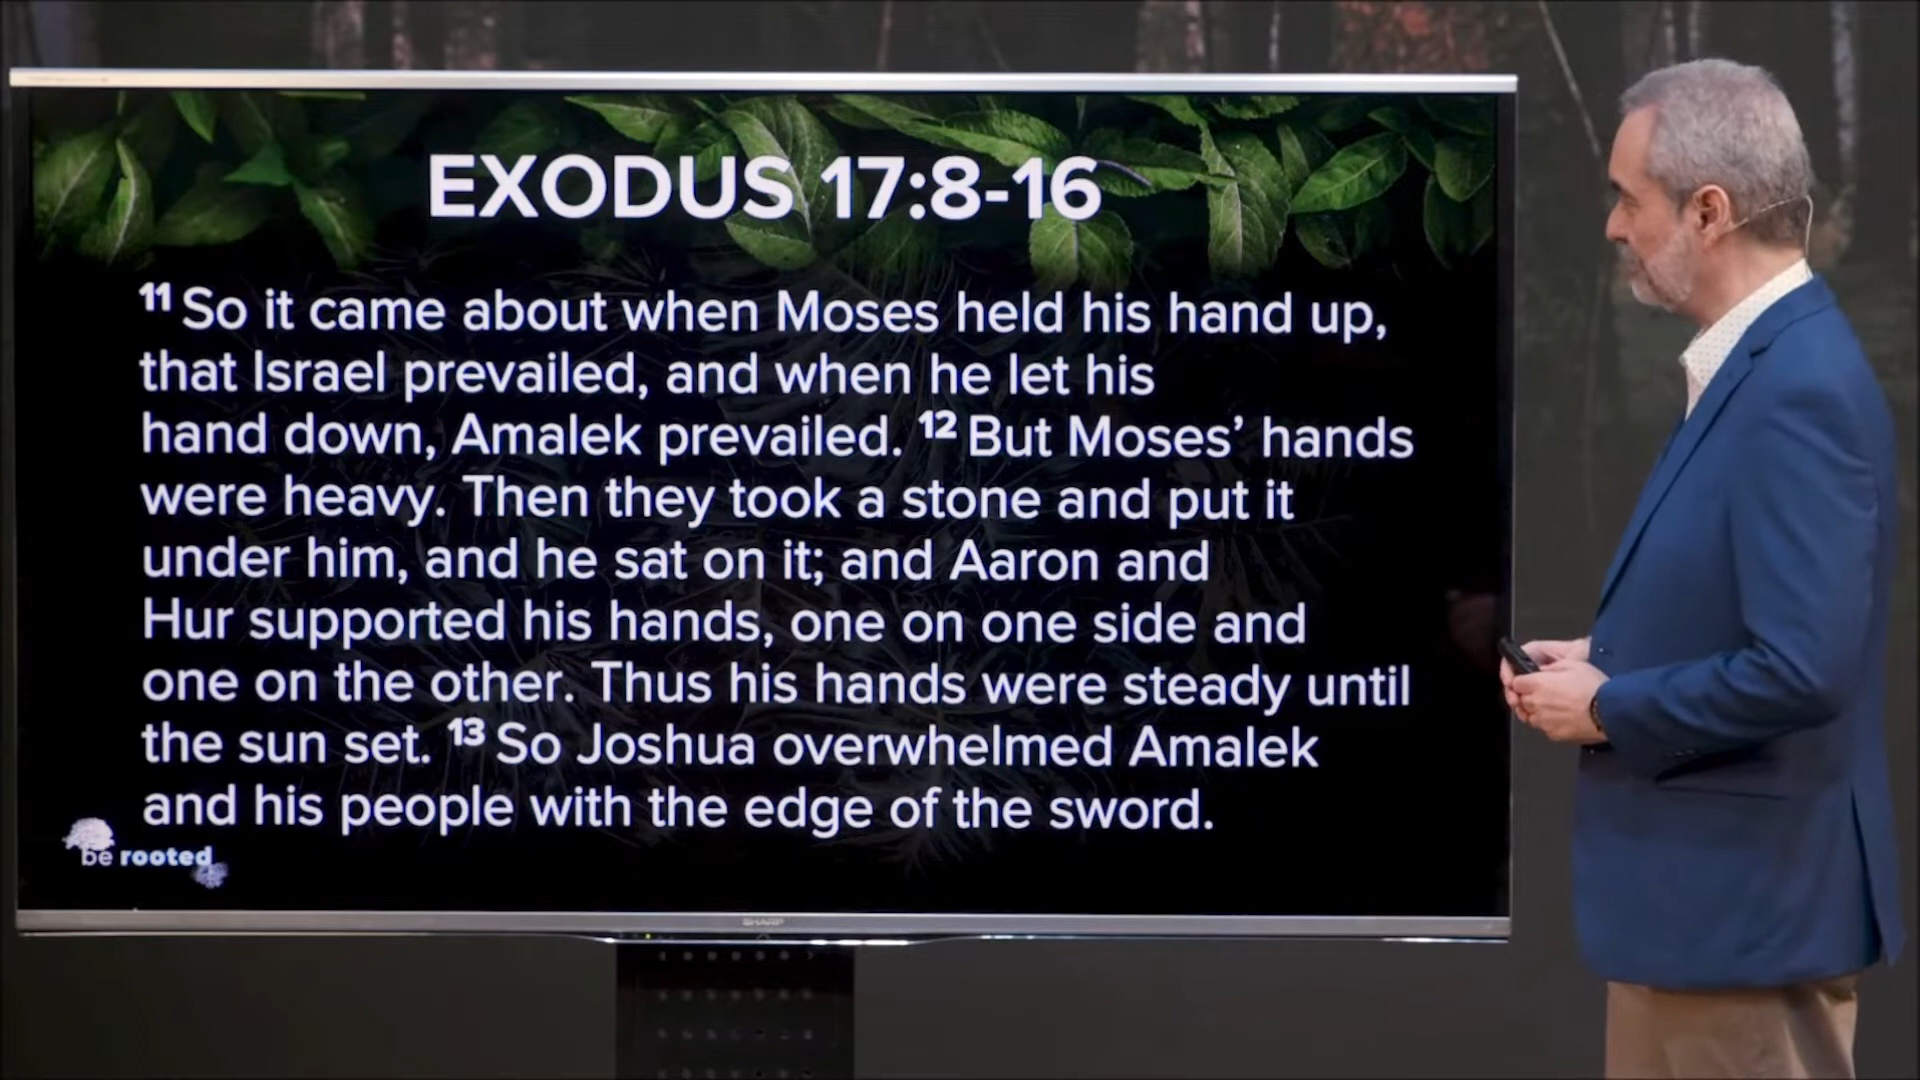 EXODUS 17:8-16
11 So it came about when Moses held his hand up,
that Israel prevailed, and when he let his
hand down, Amalek prevailed. 12 But Moses’ hands
were heavy. Then they took a stone and put it
under him, and he sat on it; and Aaron and
Hur supported his hands, one on one side and
one on the other. Thus his hands were steady until
the sun set. 13 So Joshua overwhelmed Amalek
and his people with the edge of the sword.
be rooted
SHARP